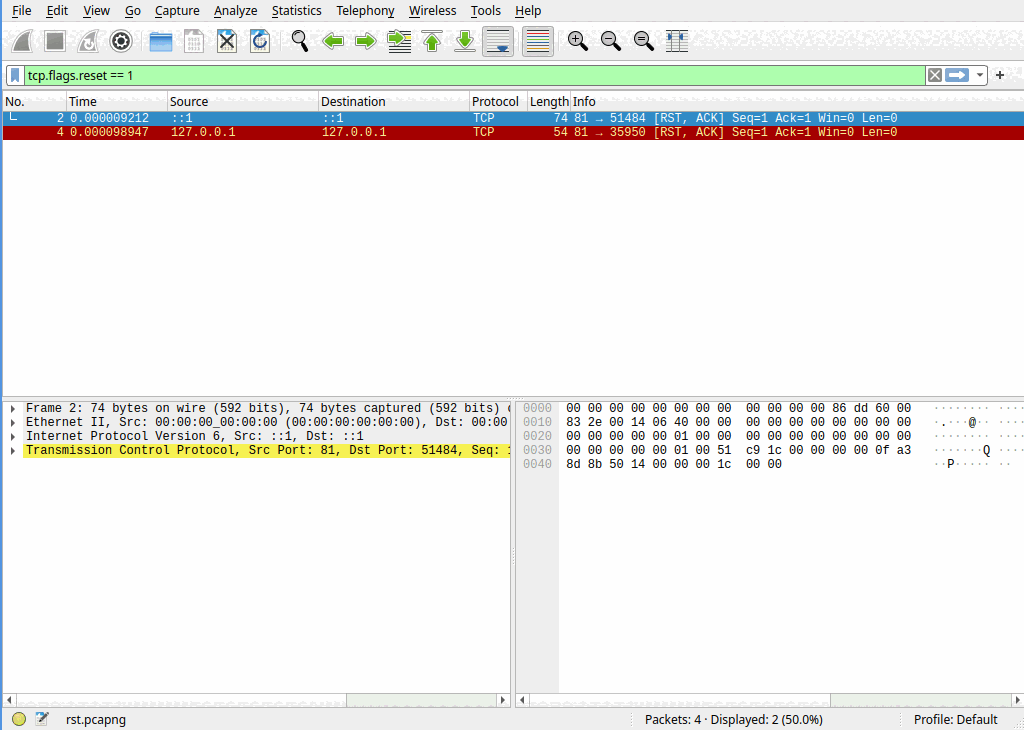 File Edit View Go Capture Analyze Statistics Telephony Wireless Tools Help
tcp.flags.reset == 1
No. Time Source Destination Protocol Length Info
2 0.000009212 ::1 ::1 TCP 74 81 → 51484 [RST, ACK] Seq=1 Ack=1 Win=0 Len=0
4 0.000098947 127.0.0.1 127.0.0.1 TCP 54 81 → 35950 [RST, ACK] Seq=1 Ack=1 Win=0 Len=0
Frame 2: 74 bytes on wire (592 bits), 74 bytes captured (592 bits)
Ethernet II, Src: 00:00:00_00:00:00 (00:00:00:00:00:00), Dst: 00:00
Internet Protocol Version 6, Src: ::1, Dst: ::1
Transmission Control Protocol, Src Port: 81, Dst Port: 51484, Seq:
0000 00 00 00 00 00 00 00 00 00 00 00 00 86 dd 60 00 ········ ····
0010 83 2e 00 14 06 40 00 00 00 00 00 00 00 00 00 00 ·.···@·· ····
0020 00 00 00 00 00 01 00 00 00 00 00 00 00 00 00 00 ········ ····
0030 00 00 00 00 00 01 00 51 c9 1c 00 00 00 00 0f a3 ·······Q ····
0040 8d 8b 50 14 00 00 00 1c 00 00 ··P····· ··
rst.pcapng Packets: 4 · Displayed: 2 (50.0%) Profile: Default